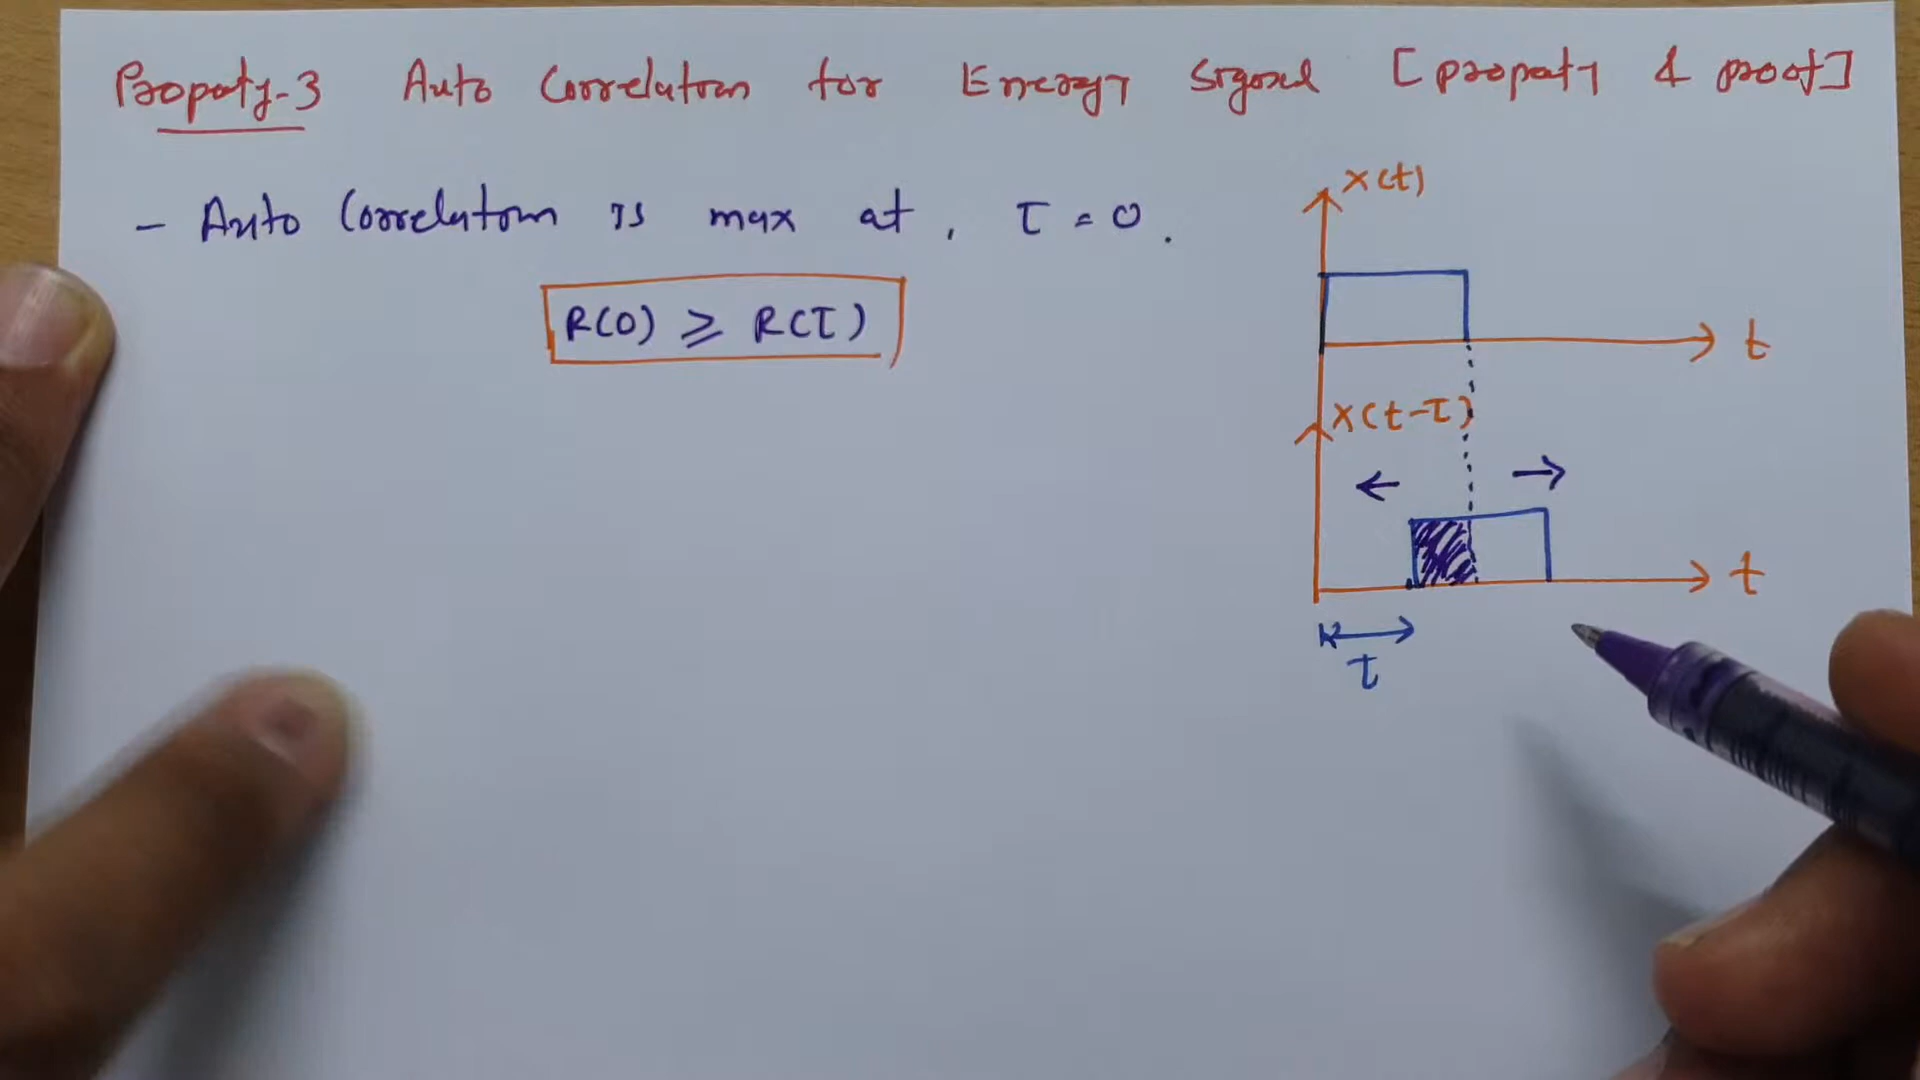 Property-3 Auto Correlation for Energy Signal [property & proof]
- Auto Correlation is max at, τ = 0.
R(0) ⩾ R(τ)
x(t)
t
x(t-τ)
← →
t
τ